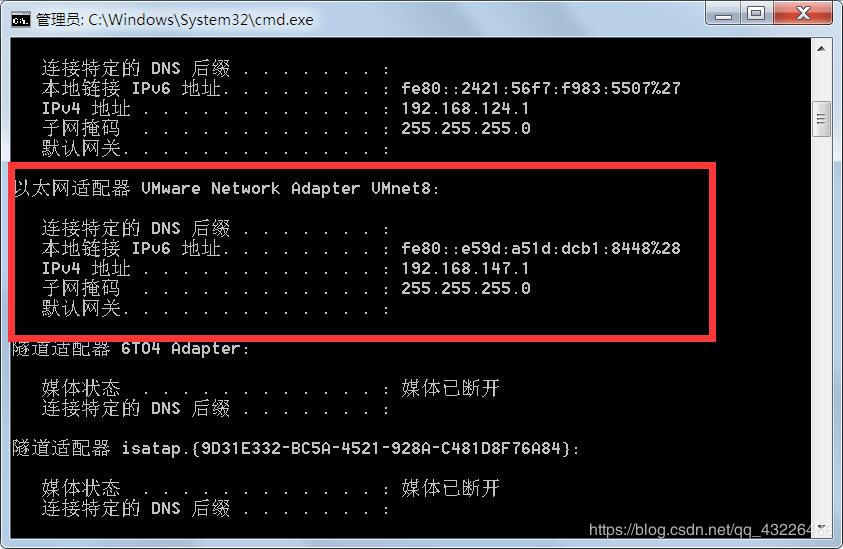 管理员: C:\Windows\System32\cmd.exe
连接特定的 DNS 后缀 . . . . . . . :
本地链接 IPv6 地址. . . . . . . . : fe80::2421:56f7:f983:5507%27
IPv4 地址 . . . . . . . . . . . . : 192.168.124.1
子网掩码 . . . . . . . . . . . . : 255.255.255.0
默认网关. . . . . . . . . . . . . :
以太网适配器 VMware Network Adapter VMnet8:
连接特定的 DNS 后缀 . . . . . . . :
本地链接 IPv6 地址. . . . . . . . : fe80::e59d:a51d:dcb1:8448%28
IPv4 地址 . . . . . . . . . . . . : 192.168.147.1
子网掩码 . . . . . . . . . . . . : 255.255.255.0
默认网关. . . . . . . . . . . . . :
隧道适配器 6TO4 Adapter:
媒体状态 . . . . . . . . . . . . : 媒体已断开
连接特定的 DNS 后缀 . . . . . . . :
隧道适配器 isatap.{9D31E332-BC5A-4521-928A-C481D8F76A84}:
媒体状态 . . . . . . . . . . . . : 媒体已断开
连接特定的 DNS 后缀 . . . . . . . :